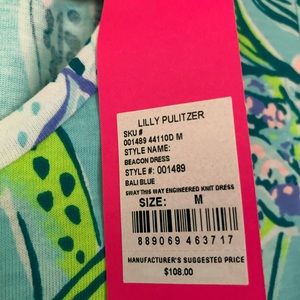 LILLY PULITZER
SKU #
001489 44110D M
STYLE NAME:
BEACON DRESS
STYLE #: 001489
BALI BLUE
SWAY THIS WAY ENGINEERED KNIT DRESS
SIZE: M
889069 463717
MANUFACTURER'S SUGGESTED PRICE
$108.00